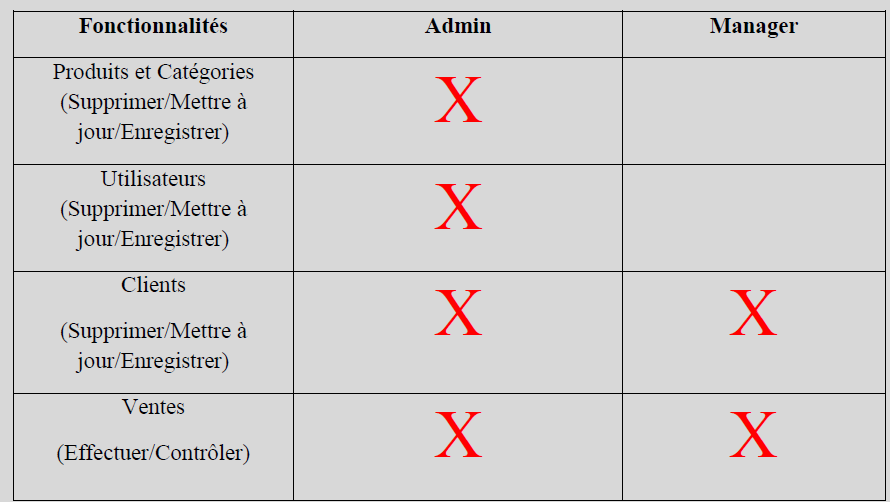 Fonctionnalités Admin Manager
Produits et Catégories
(Supprimer/Mettre à
jour/Enregistrer)
X
Utilisateurs
(Supprimer/Mettre à
jour/Enregistrer)
X
Clients
(Supprimer/Mettre à
jour/Enregistrer)
X X
Ventes
(Effectuer/Contrôler)
X X